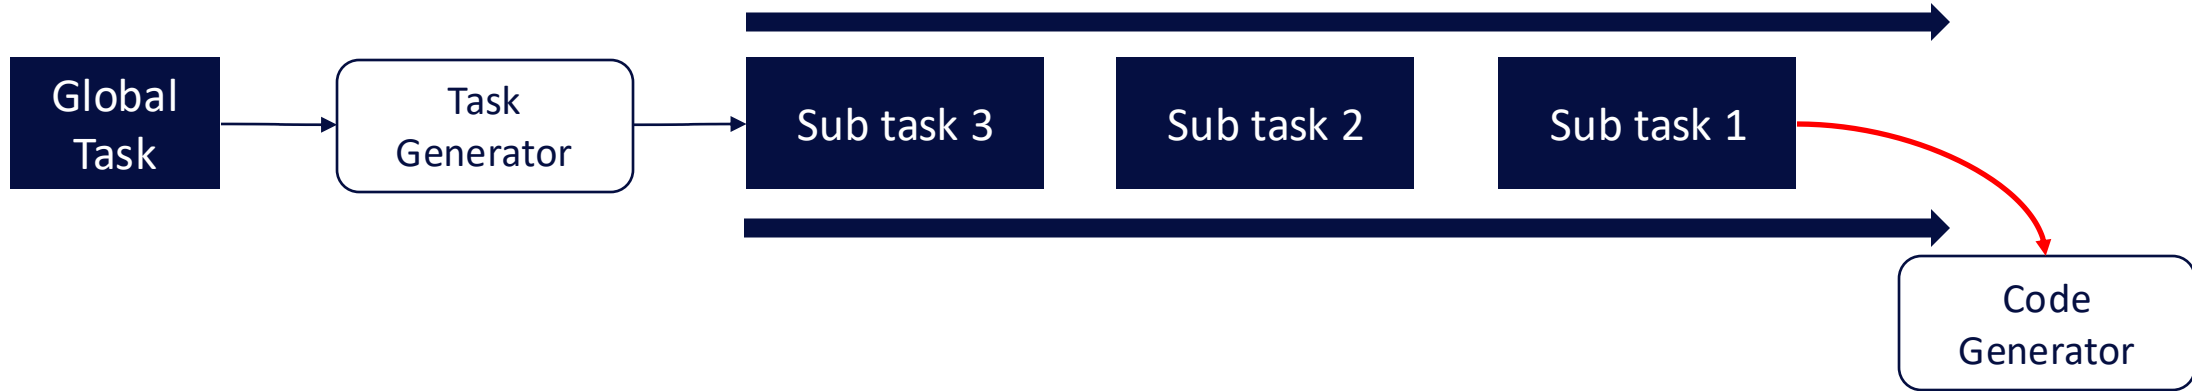 Global
Task
Task
Generator
Sub task 3
Sub task 2
Sub task 1
Code
Generator